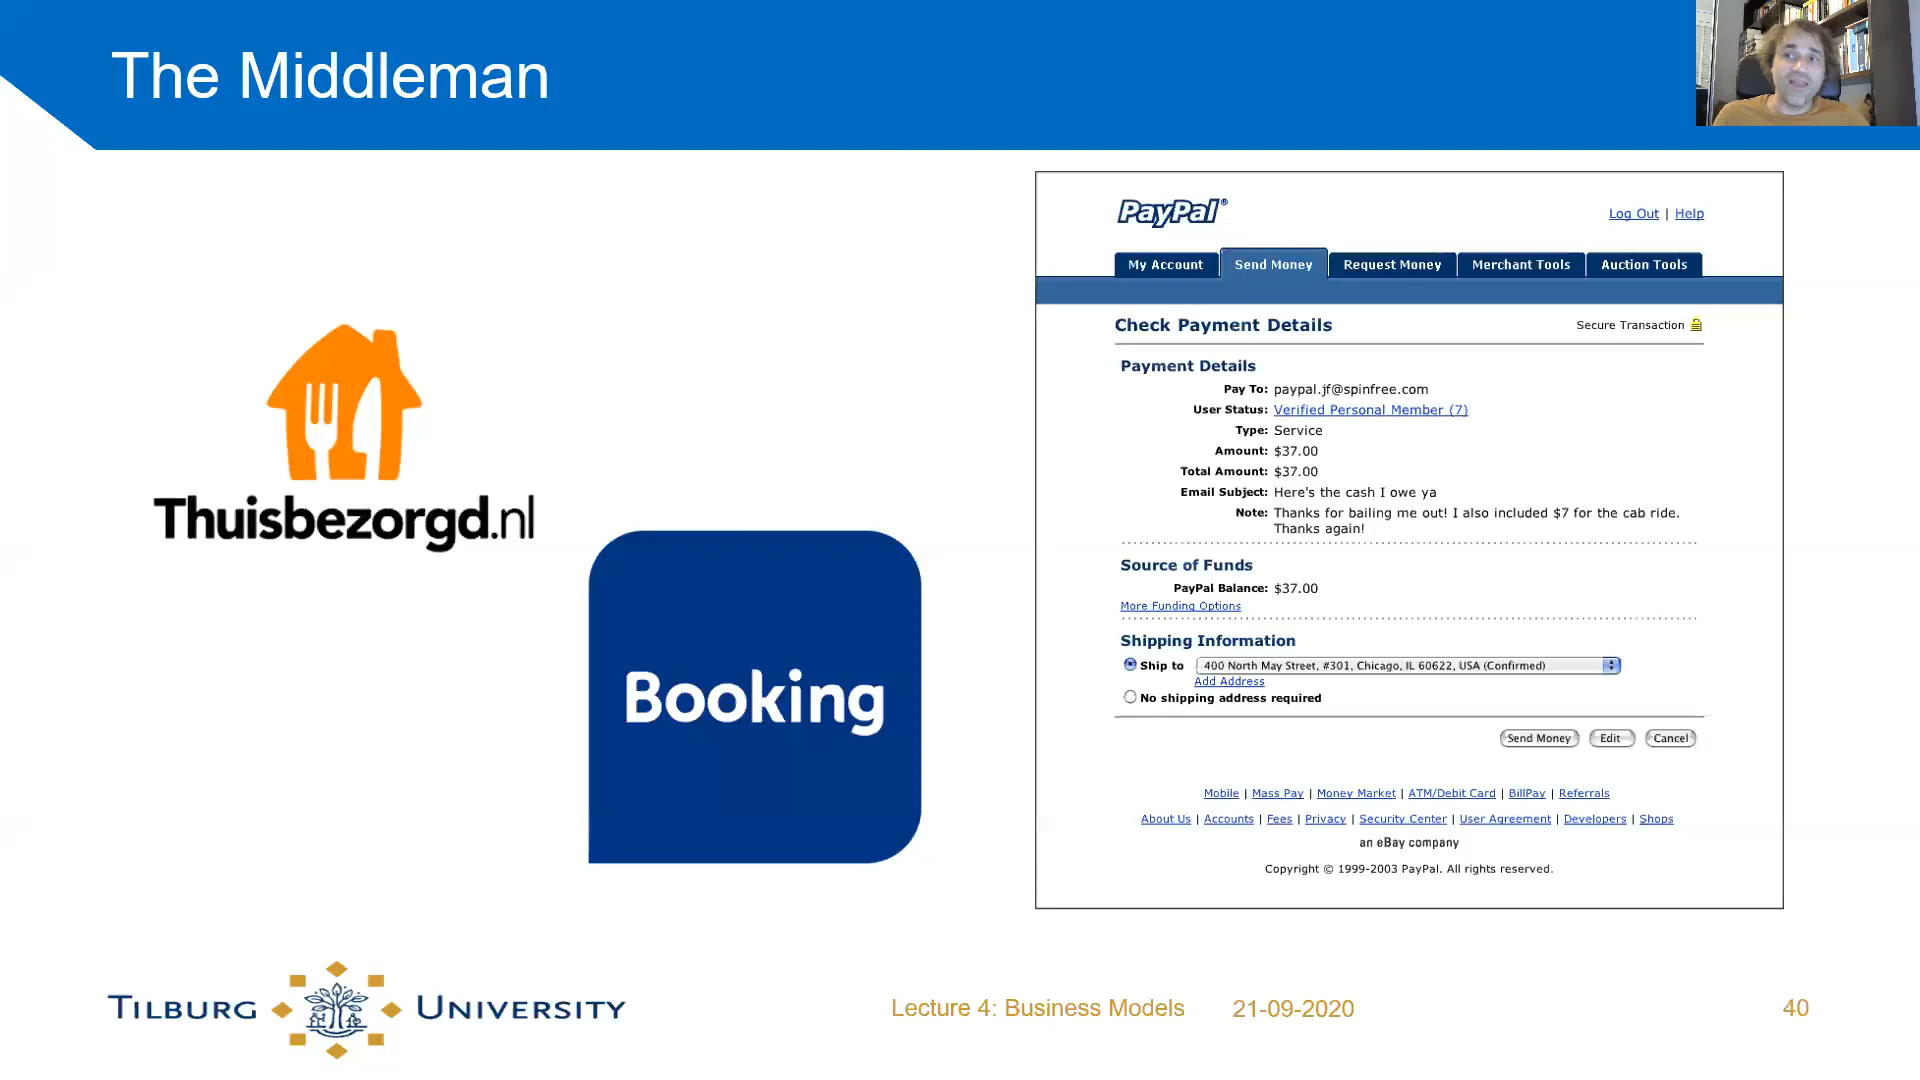 The Middleman
Thuisbezorgd.nl
Booking
PayPal®
Log Out | Help
My Account Send Money Request Money Merchant Tools Auction Tools
Check Payment Details
Secure Transaction
Payment Details
Pay To: paypal.jf@spinfree.com
User Status: Verified Personal Member (7)
Type: Service
Amount: $37.00
Total Amount: $37.00
Email Subject: Here's the cash I owe ya
Note: Thanks for bailing me out! I also included $7 for the cab ride.
Thanks again!
Source of Funds
PayPal Balance: $37.00
More Funding Options
Shipping Information
Ship to 400 North May Street, #301, Chicago, IL 60622, USA (Confirmed)
Add Address
No shipping address required
Send Money Edit Cancel
Mobile | Mass Pay | Money Market | ATM/Debit Card | BillPay | Referrals
About Us | Accounts | Fees | Privacy | Security Center | User Agreement | Developers | Shops
an eBay company
Copyright © 1999-2003 PayPal. All rights reserved.
TILBURG UNIVERSITY
Lecture 4: Business Models 21-09-2020 40